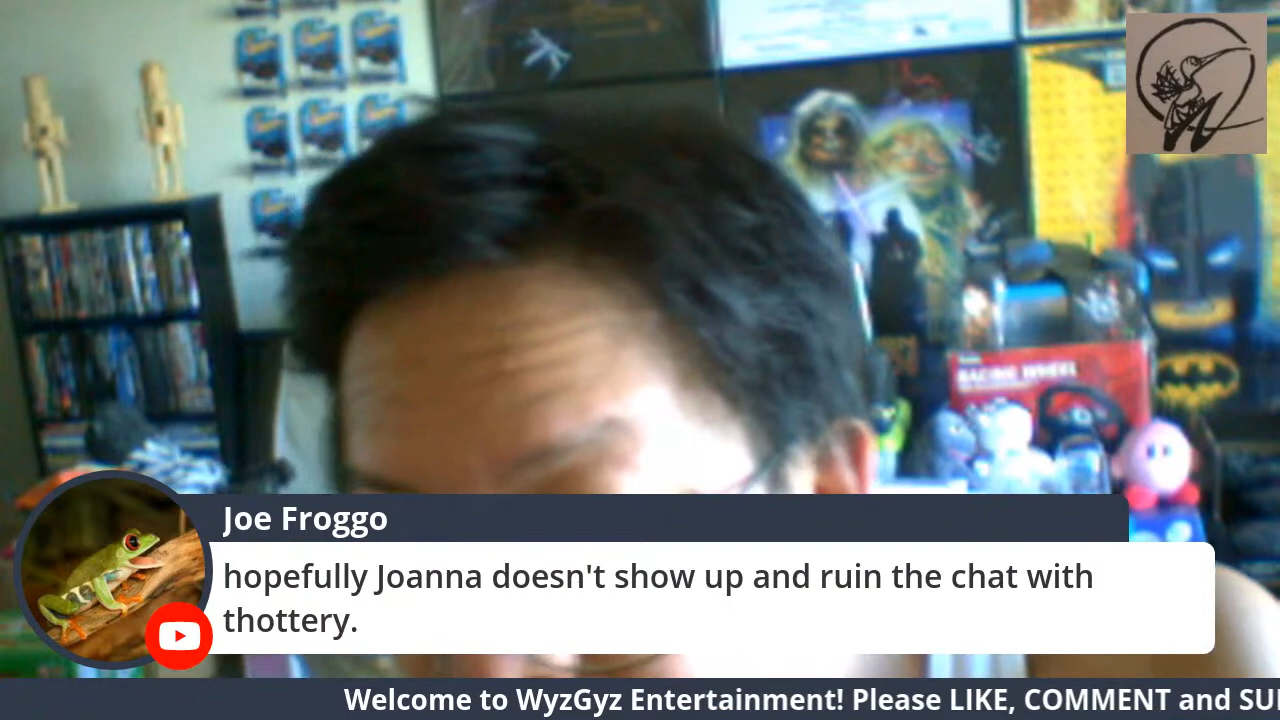 RACING WHEEL
Joe Froggo
hopefully Joanna doesn't show up and ruin the chat with
thottery.
Welcome to WyzGyz Entertainment! Please LIKE, COMMENT and SU